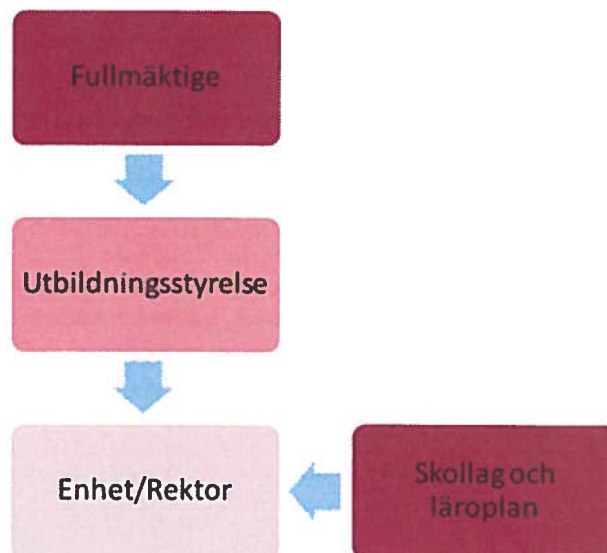 Fullmäktige
Utbildningsstyrelse
Enhet/Rektor
Skollag och
läroplan